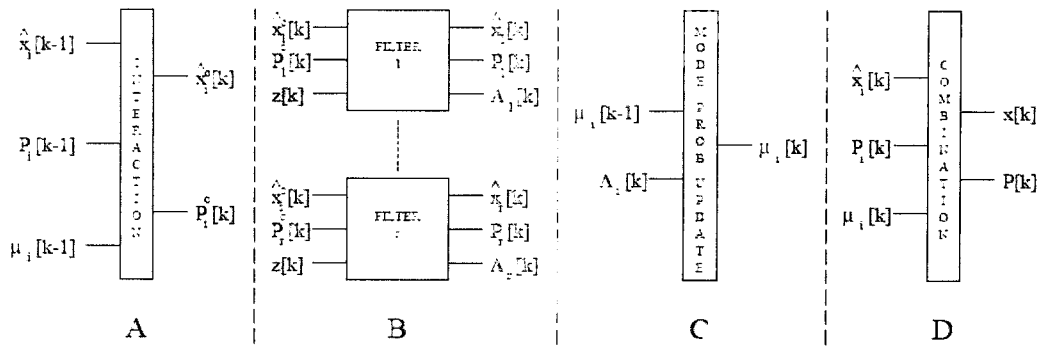 x̂ᵢ[k-1]
Pᵢ[k-1]
μᵢ[k-1]
INTERACTION
x̂ᵢ⁰[k]
Pᵢ⁰[k]
A
x̂₁⁰[k]
P₁⁰[k]
z[k]
FILTER
1
x̂₁[k]
P₁[k]
Λ₁[k]
x̂ᵣ⁰[k]
Pᵣ⁰[k]
z[k]
FILTER
r
x̂ᵣ[k]
Pᵣ[k]
Λᵣ[k]
B
μᵢ[k-1]
Λᵢ[k]
MODE PROB UPDATE
μᵢ[k]
C
x̂ᵢ[k]
Pᵢ[k]
μᵢ[k]
COMBINATION
x[k]
P[k]
D